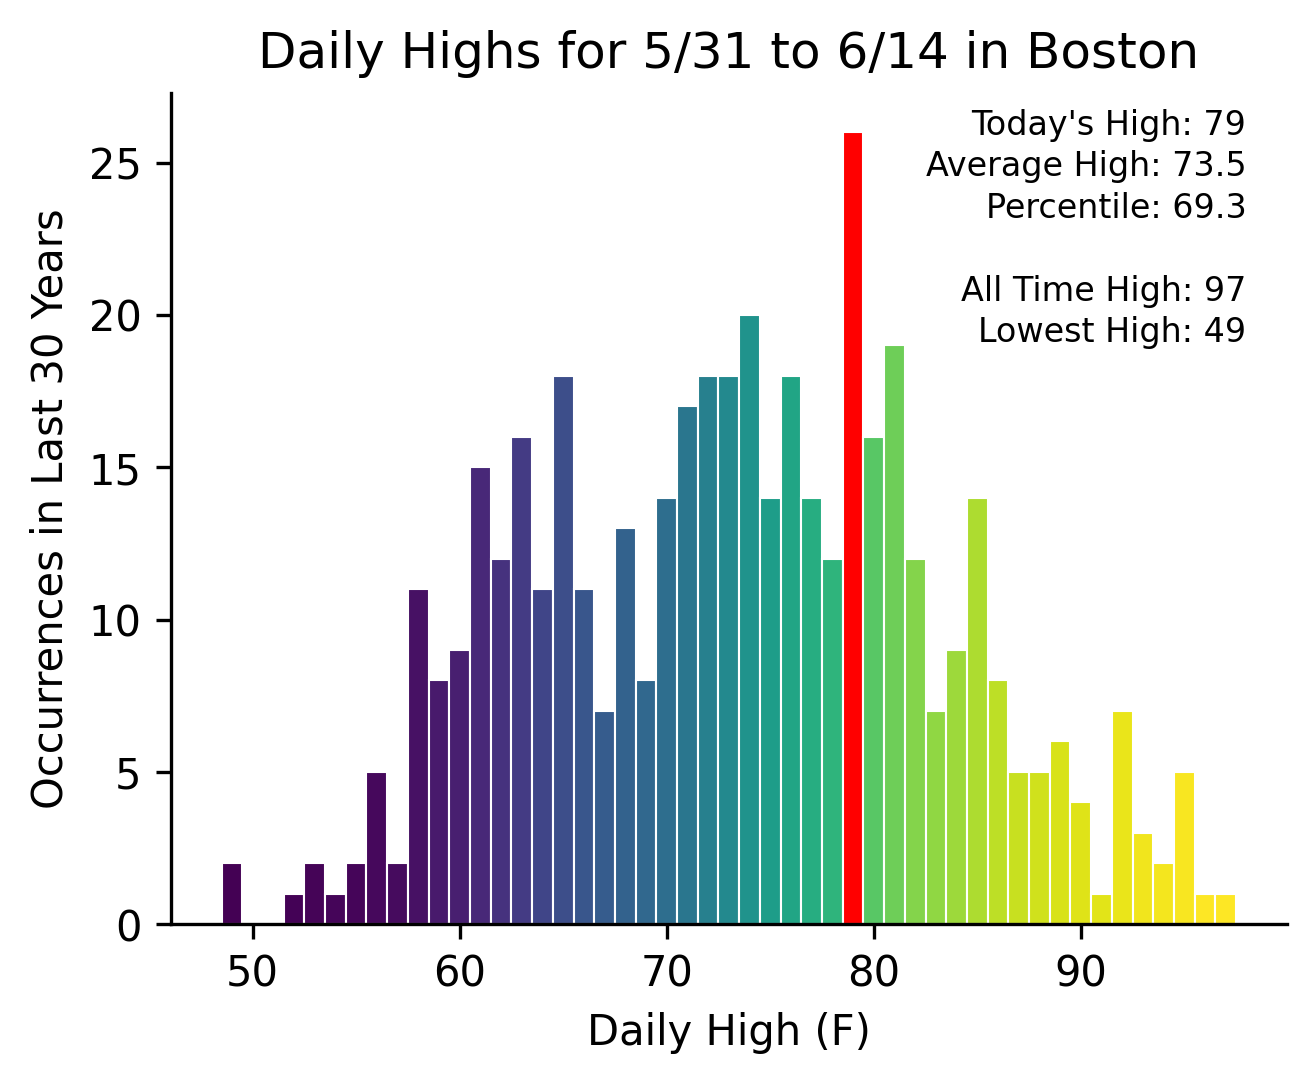 Daily Highs for 5/31 to 6/14 in Boston
Today's High: 79
Average High: 73.5
Percentile: 69.3
All Time High: 97
Lowest High: 49
Occurrences in Last 30 Years
25
20
15
10
5
0
50 60 70 80 90
Daily High (F)